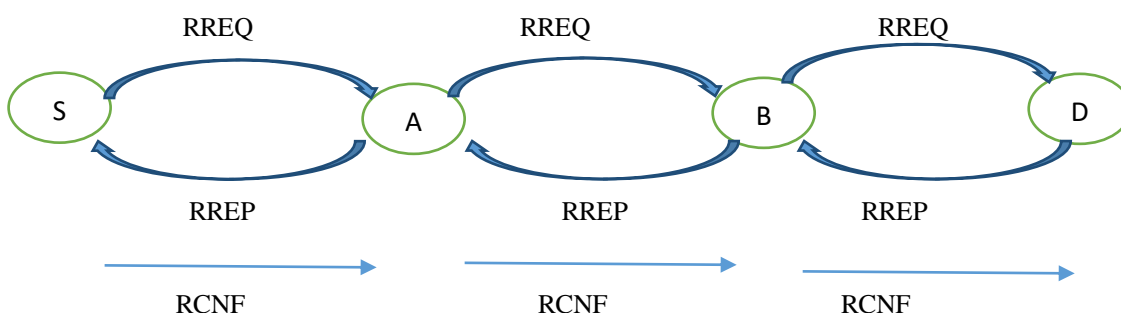 RREQ RREQ RREQ
S A B D
RREP RREP RREP
RCNF RCNF RCNF